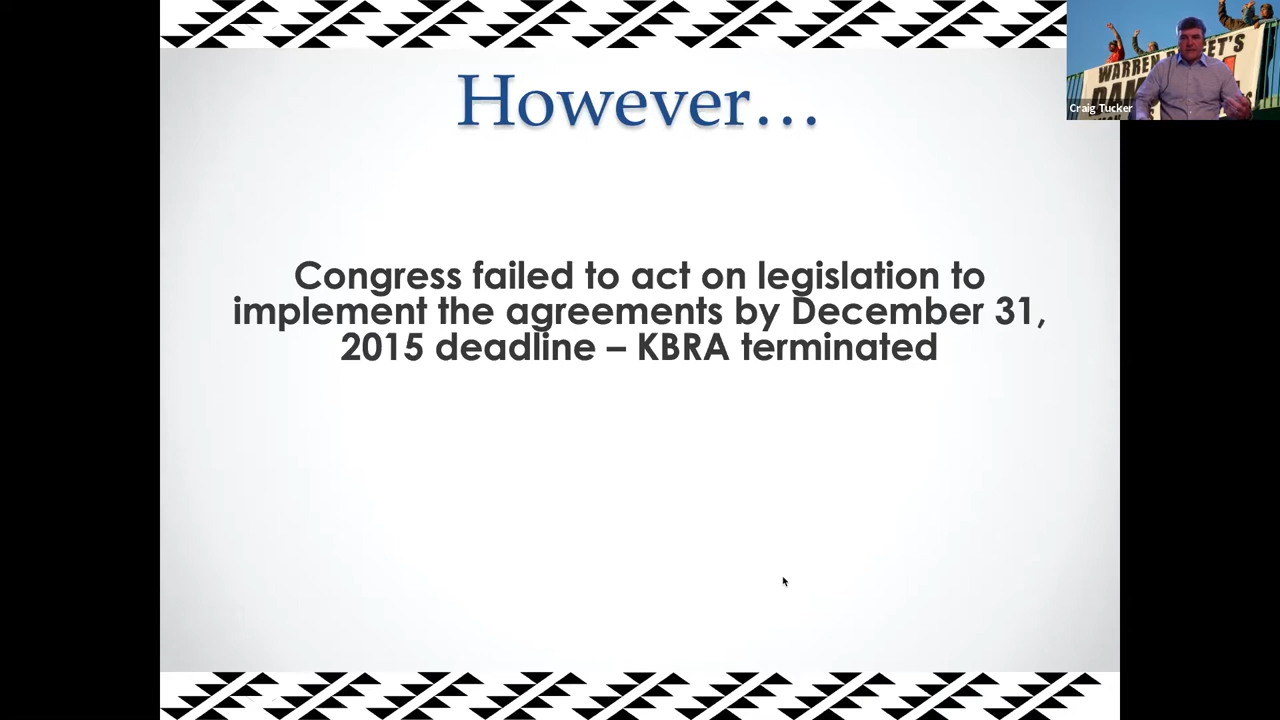 However…
Congress failed to act on legislation to
implement the agreements by December 31,
2015 deadline – KBRA terminated
WARREN
Craig Tucker